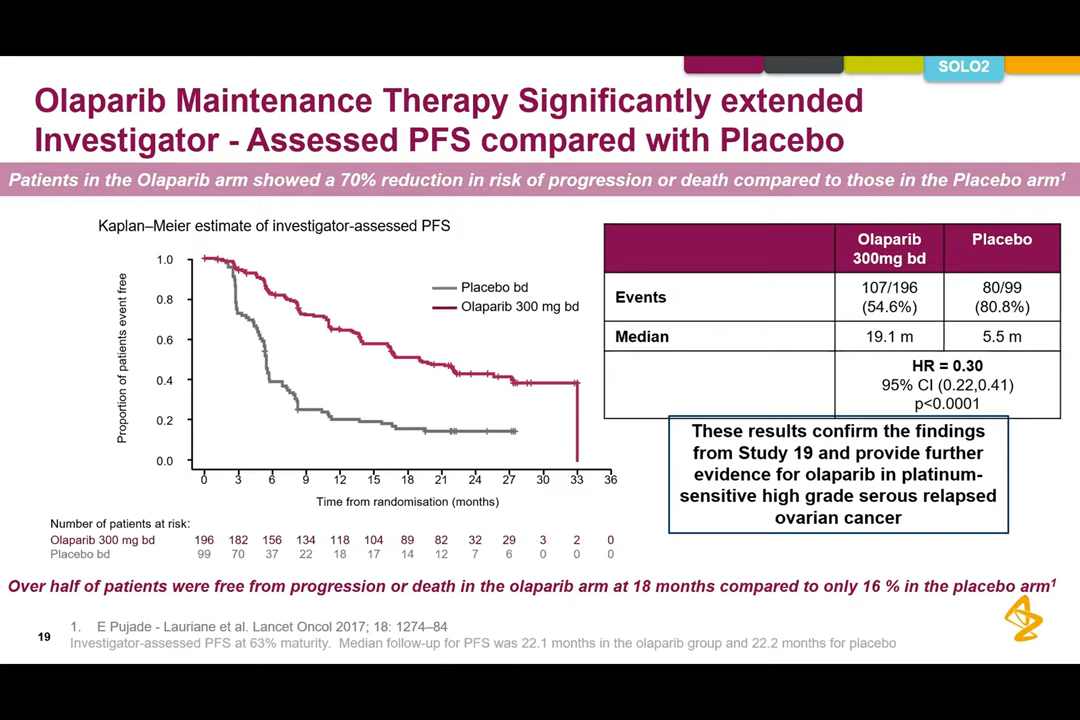 SOLO2
Olaparib Maintenance Therapy Significantly extended
Investigator - Assessed PFS compared with Placebo
Patients in the Olaparib arm showed a 70% reduction in risk of progression or death compared to those in the Placebo arm1
Kaplan–Meier estimate of investigator-assessed PFS
Proportion of patients event free
1.0
0.8
0.6
0.4
0.2
0.0
Placebo bd
Olaparib 300 mg bd
0 3 6 9 12 15 18 21 24 27 30 33 36
Time from randomisation (months)
Number of patients at risk:
Olaparib 300 mg bd 196 182 156 134 118 104 89 82 32 29 3 2 0
Placebo bd 99 70 37 22 18 17 14 12 7 6 0 0 0
Olaparib Placebo
300mg bd
Events 107/196 80/99
(54.6%) (80.8%)
Median 19.1 m 5.5 m
HR = 0.30
95% CI (0.22,0.41)
p<0.0001
These results confirm the findings
from Study 19 and provide further
evidence for olaparib in platinum-
sensitive high grade serous relapsed
ovarian cancer
Over half of patients were free from progression or death in the olaparib arm at 18 months compared to only 16 % in the placebo arm1
19
1. E Pujade - Lauriane et al. Lancet Oncol 2017; 18: 1274–84
Investigator-assessed PFS at 63% maturity. Median follow-up for PFS was 22.1 months in the olaparib group and 22.2 months for placebo